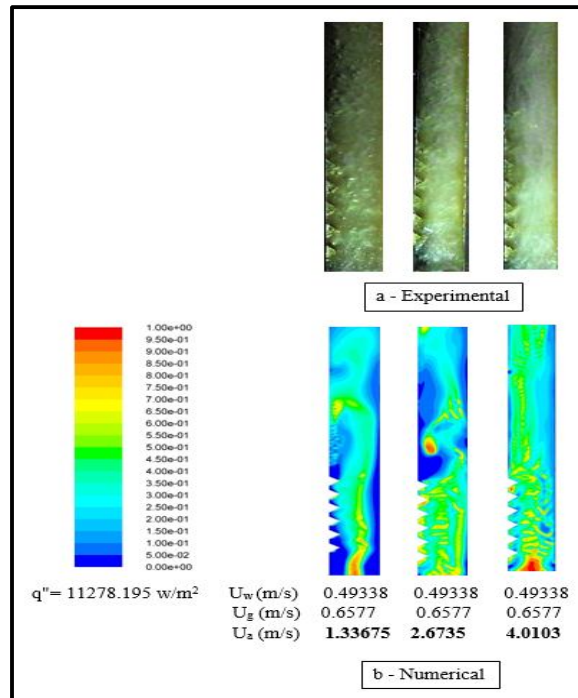 a - Experimental
1.00e+00
9.50e-01
9.00e-01
8.50e-01
8.00e-01
7.50e-01
7.00e-01
6.50e-01
6.00e-01
5.50e-01
5.00e-01
4.50e-01
4.00e-01
3.50e-01
3.00e-01
2.50e-01
2.00e-01
1.50e-01
1.00e-01
5.00e-02
0.00e+00
q"= 11278.195 w/m²
U_w (m/s) 0.49338 0.49338 0.49338
U_g (m/s) 0.6577 0.6577 0.6577
U_a (m/s) 1.33675 2.6735 4.0103
b - Numerical